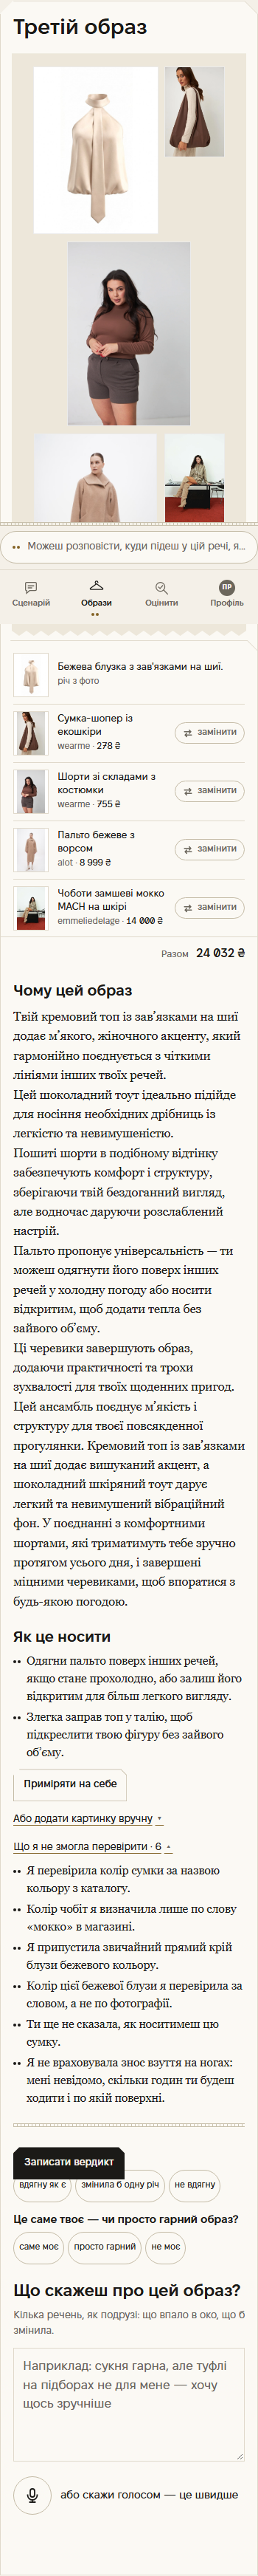 Третій образ
Можеш розповісти, куди підеш у цій речі, я...
Сценарій
Образи
Оцінити
ПР
Профіль
Бежева блузка з зав'язками на шиї.
річ з фото
Сумка-шопер із
екошкіри
wearme · 278 ₴
замінити
Шорти зі складами з
костюмки
wearme · 755 ₴
замінити
Пальто бежеве з
ворсом
alot · 8 999 ₴
замінити
Чоботи замшеві мокко
MACH на шкірі
emmeliedelage · 14 000 ₴
замінити
Разом 24 032 ₴
Чому цей образ
Твій кремовий топ із зав’язками на шиї
додає м’якого, жіночного акценту, який
гармонійно поєднується з чіткими
лініями інших твоїх речей.
Цей шоколадний тоут ідеально підійде
для носіння необхідних дрібниць із
легкістю та невимушеністю.
Пошиті шорти в подібному відтінку
забезпечують комфорт і структуру,
зберігаючи твій бездоганний вигляд,
але водночас даруючи розслаблений
настрій.
Пальто пропонує універсальність — ти
можеш одягнути його поверх інших
речей у холодну погоду або носити
відкритим, щоб додати тепла без
зайвого об’єму.
Ці черевики завершують образ,
додаючи практичності та трохи
зухвалості для твоїх щоденних пригод.
Цей ансамбль поєднує м’якість і
структуру для твоєї повсякденної
прогулянки. Кремовий топ із зав’язками
на шиї додає вишуканий акцент, а
шоколадний шкіряний тоут дарує
легкий та невимушений вібраційний
фон. У поєднанні з комфортними
шортами, які триматимуть тебе зручно
протягом усього дня, і завершені
міцними черевиками, щоб впоратися з
будь-якою погодою.
Як це носити
Одягни пальто поверх інших речей,
якщо стане прохолодно, або залиш його
відкритим для більш легкого вигляду.
Злегка заправ топ у талію, щоб
підкреслити твою фігуру без зайвого
об’єму.
Приміряти на себе
Або додати картинку вручну
Що я не змогла перевірити · 6
Я перевірила колір сумки за назвою
кольору з каталогу.
Колір чобіт я визначила лише по слову
«мокко» в магазині.
Я припустила звичайний прямий крій
блузи бежевого кольору.
Колір цієї бежевої блузи я перевірила за
словом, а не по фотографії.
Ти ще не сказала, як носитимеш цю
сумку.
Я не враховувала знос взуття на ногах:
мені невідомо, скільки годин ти будеш
ходити і по якій поверхні.
Записати вердикт
вдягну як є
змінила б одну річ
не вдягну
Це саме твоє — чи просто гарний образ?
саме моє
просто гарний
не моє
Що скажеш про цей образ?
Кілька речень, як подрузі: що впало в око, що б
змінила.
Наприклад: сукня гарна, але туфлі
на підборах не для мене — хочу
щось зручніше
або скажи голосом — це швидше